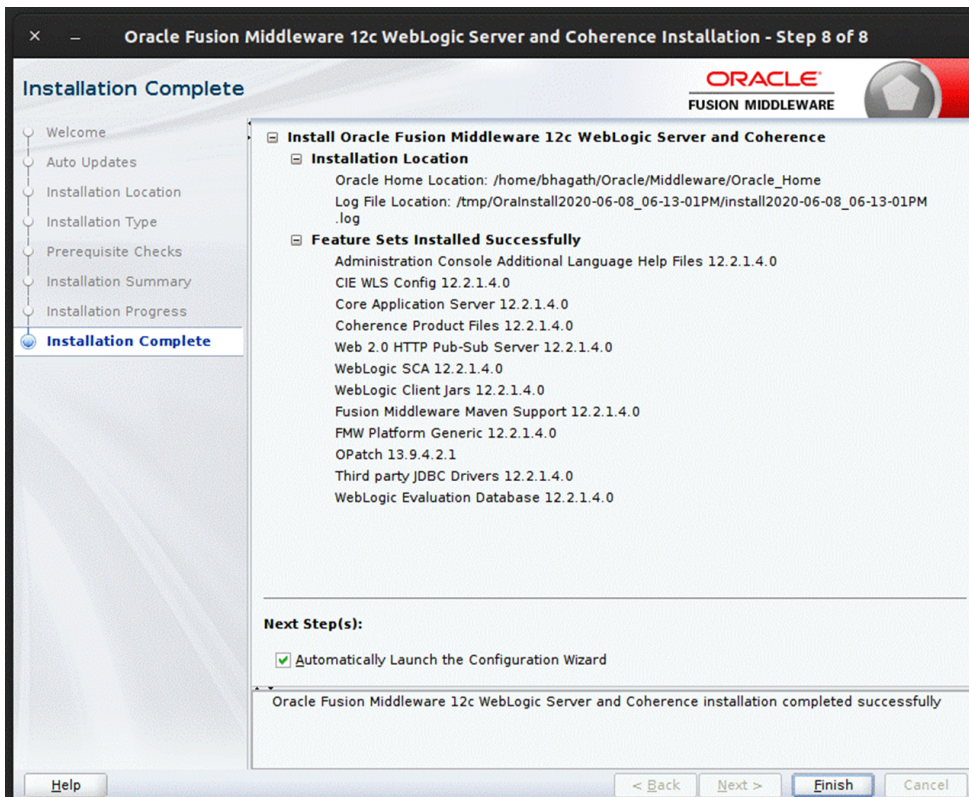 Oracle Fusion Middleware 12c WebLogic Server and Coherence Installation - Step 8 of 8
Installation Complete
ORACLE
FUSION MIDDLEWARE
Welcome
Auto Updates
Installation Location
Installation Type
Prerequisite Checks
Installation Summary
Installation Progress
Installation Complete
Install Oracle Fusion Middleware 12c WebLogic Server and Coherence
Installation Location
Oracle Home Location: /home/bhagath/Oracle/Middleware/Oracle_Home
Log File Location: /tmp/OraInstall2020-06-08_06-13-01PM/install2020-06-08_06-13-01PM
.log
Feature Sets Installed Successfully
Administration Console Additional Language Help Files 12.2.1.4.0
CIE WLS Config 12.2.1.4.0
Core Application Server 12.2.1.4.0
Coherence Product Files 12.2.1.4.0
Web 2.0 HTTP Pub-Sub Server 12.2.1.4.0
WebLogic SCA 12.2.1.4.0
WebLogic Client Jars 12.2.1.4.0
Fusion Middleware Maven Support 12.2.1.4.0
FMW Platform Generic 12.2.1.4.0
OPatch 13.9.4.2.1
Third party JDBC Drivers 12.2.1.4.0
WebLogic Evaluation Database 12.2.1.4.0
Next Step(s):
Automatically Launch the Configuration Wizard
Oracle Fusion Middleware 12c WebLogic Server and Coherence installation completed successfully
Help
< Back
Next >
Finish
Cancel